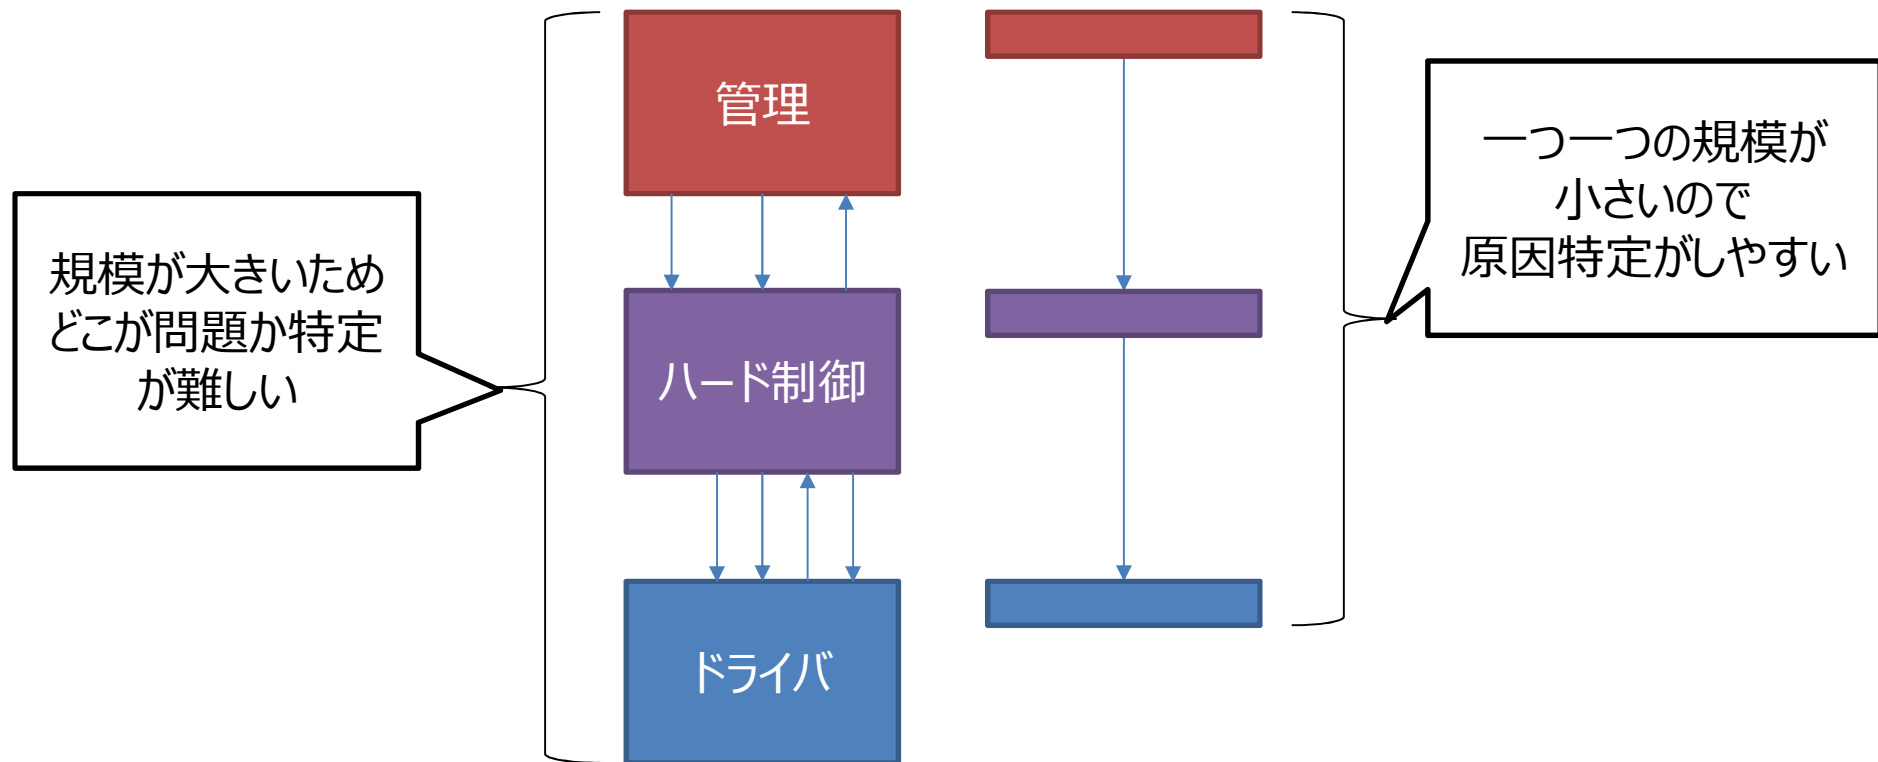 管理
規模が大きいため
どこが問題か特定
が難しい
ハード制御
ドライバ
一つ一つの規模が
小さいので
原因特定がしやすい